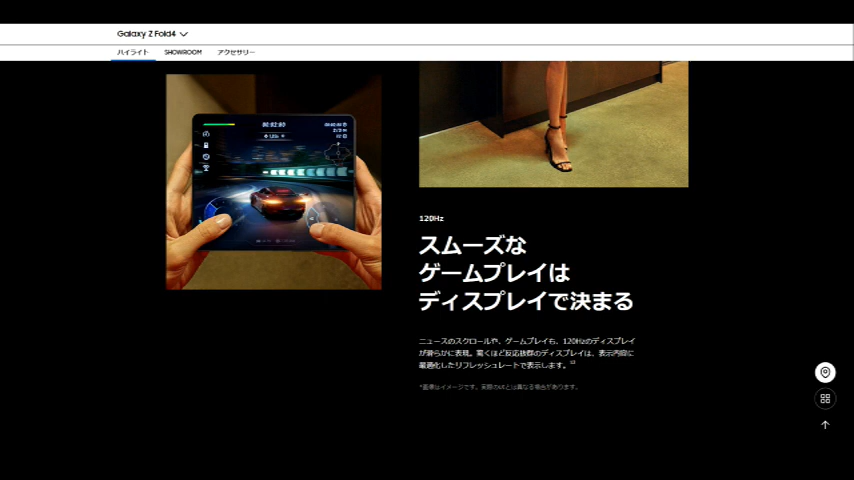 Galaxy Z Fold4
ハイライト SHOWROOM アクセサリー
120Hz
スムーズな
ゲームプレイは
ディスプレイで決まる
ニュースのスクロールや、ゲームプレイも、120Hzのディスプレイ
が滑らかに表現。驚くほど反応抜群のディスプレイは、表示内容に
最適化したリフレッシュレートで表示します。
*画像はイメージです。実際のUIとは異なる場合があります。